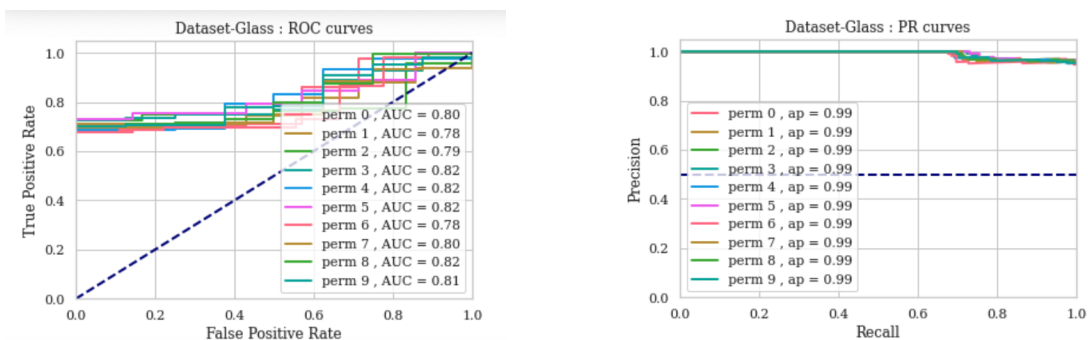 Dataset-Glass : ROC curves
True Positive Rate
1.0
0.8
0.6
0.4
0.2
0.0
perm 0 , AUC = 0.80
perm 1 , AUC = 0.78
perm 2 , AUC = 0.79
perm 3 , AUC = 0.82
perm 4 , AUC = 0.82
perm 5 , AUC = 0.82
perm 6 , AUC = 0.78
perm 7 , AUC = 0.80
perm 8 , AUC = 0.82
perm 9 , AUC = 0.81
0.0 0.2 0.4 0.6 0.8 1.0
False Positive Rate
Dataset-Glass : PR curves
Precision
1.0
0.8
0.6
0.4
0.2
0.0
perm 0 , ap = 0.99
perm 1 , ap = 0.99
perm 2 , ap = 0.99
perm 3 , ap = 0.99
perm 4 , ap = 0.99
perm 5 , ap = 0.99
perm 6 , ap = 0.99
perm 7 , ap = 0.99
perm 8 , ap = 0.99
perm 9 , ap = 0.99
0.0 0.2 0.4 0.6 0.8 1.0
Recall